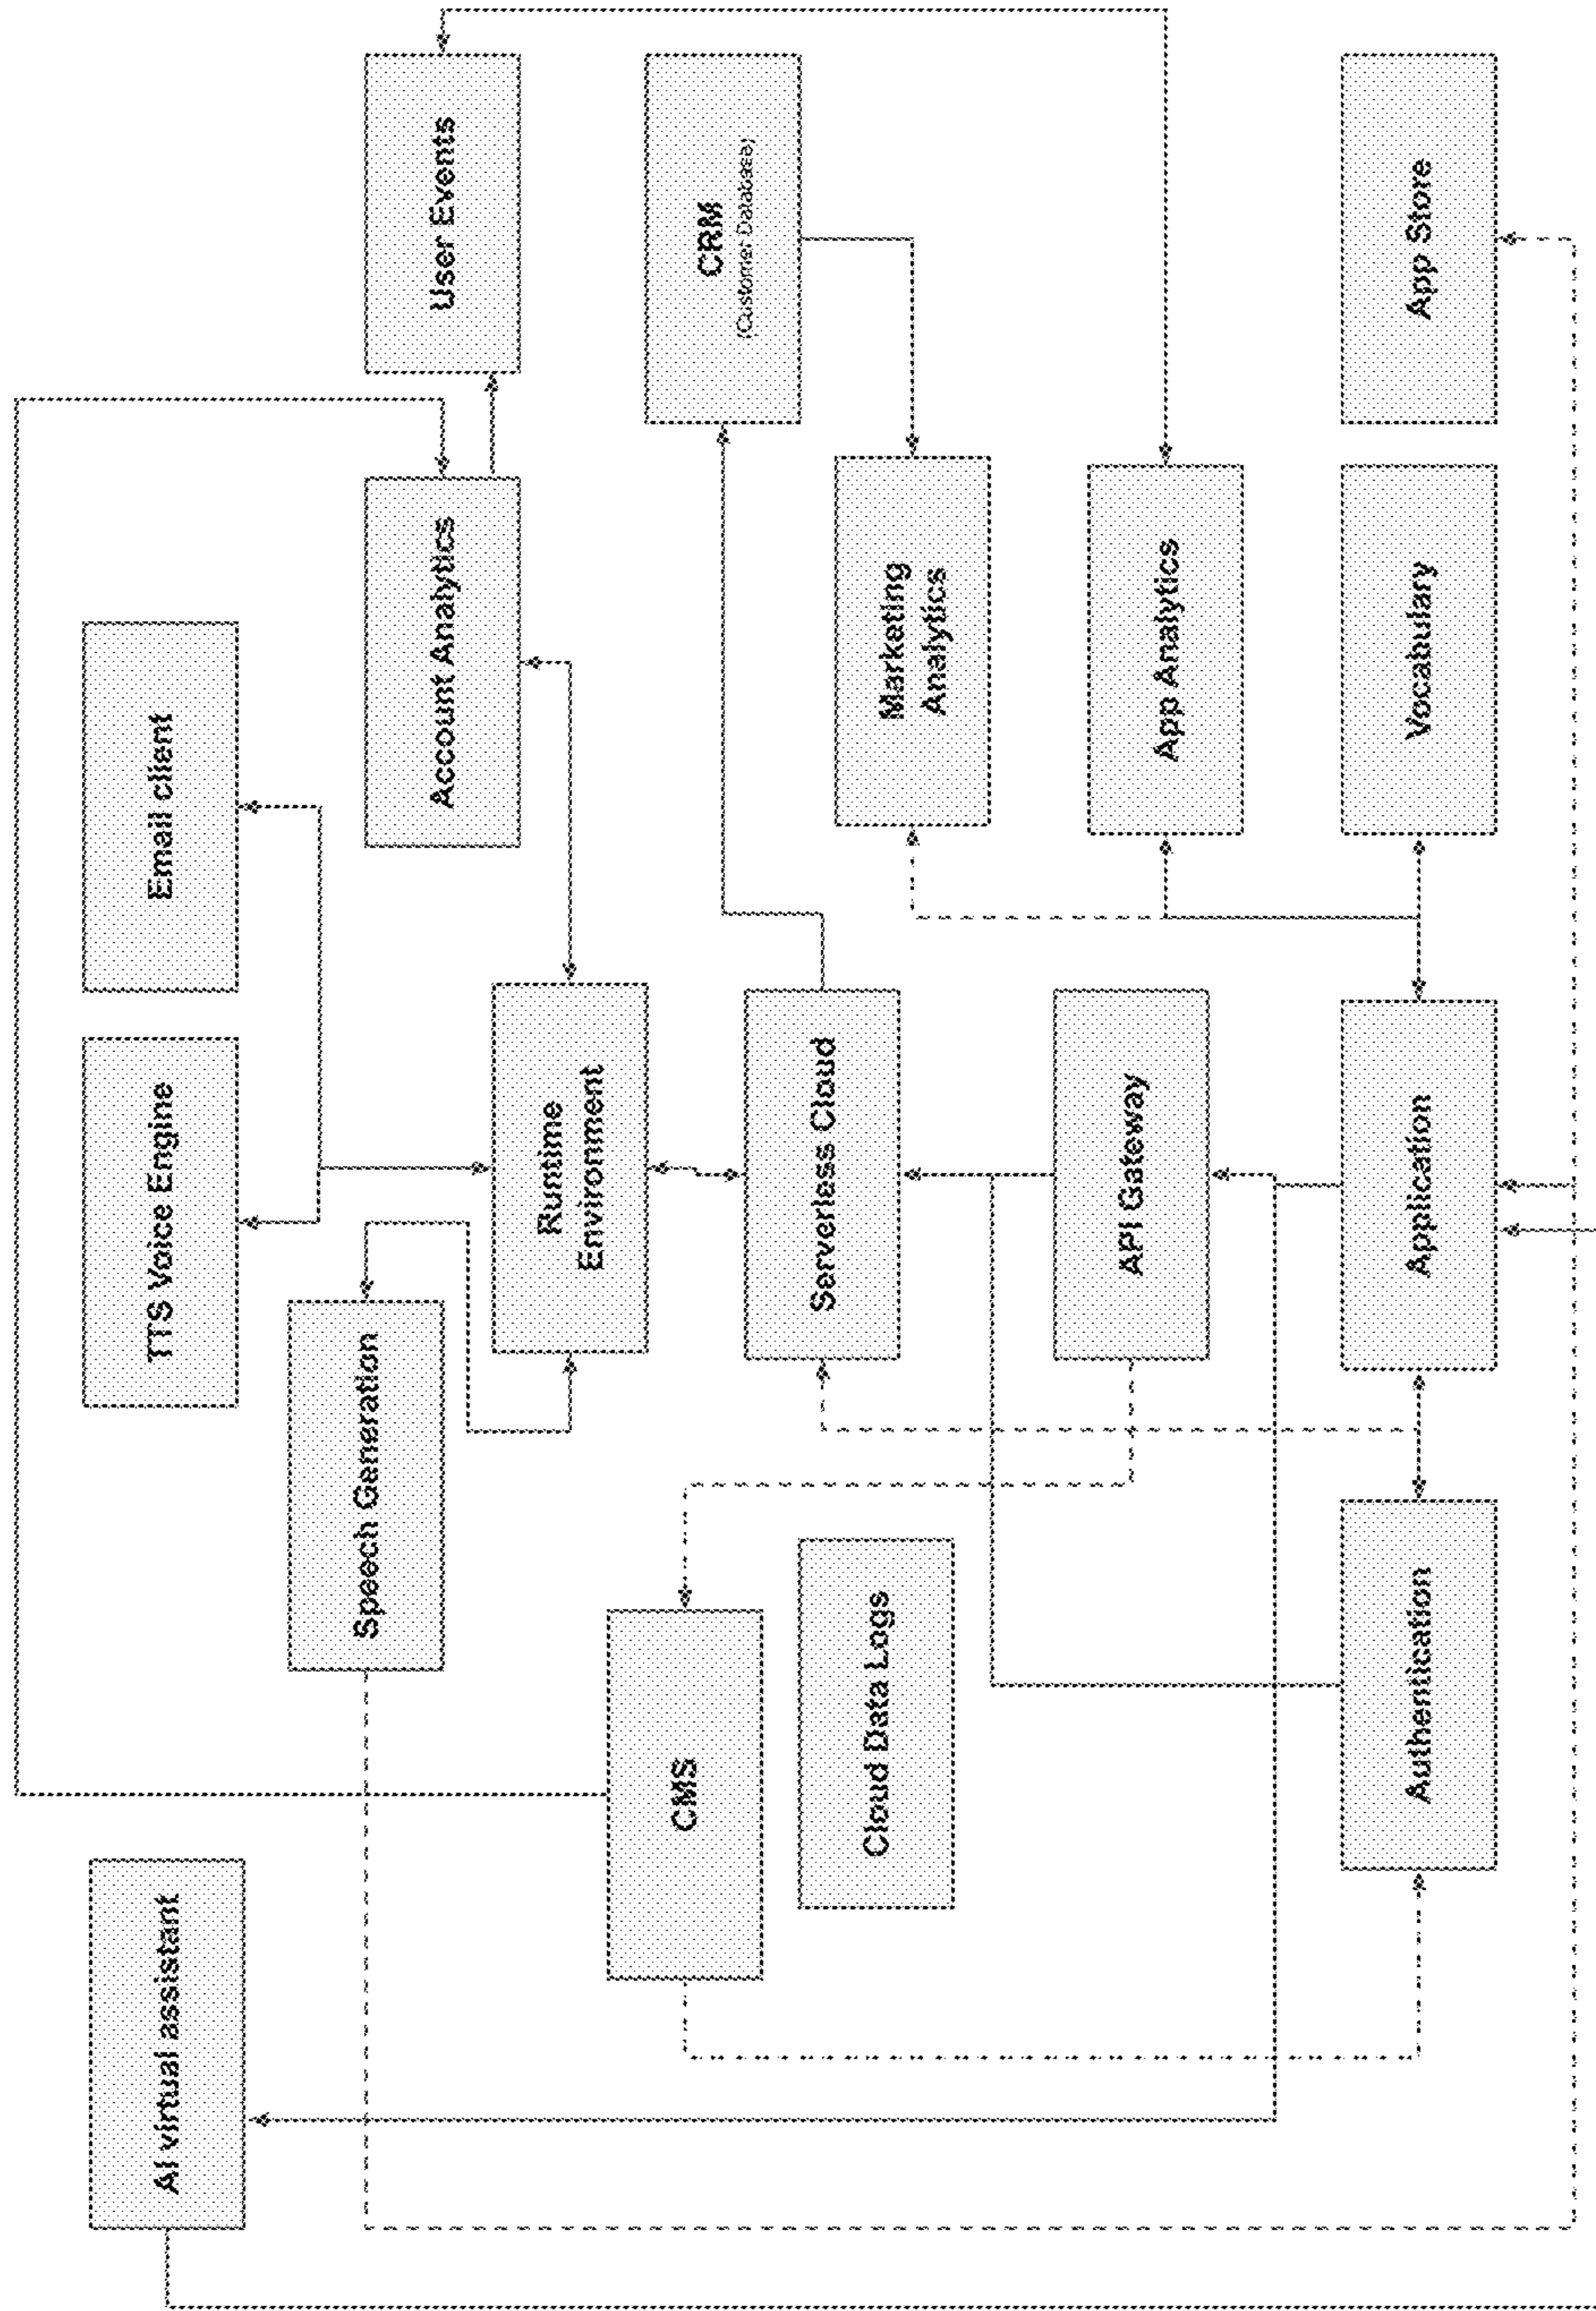 AI virtual assistant
TTS Voice Engine
Email client
Speech Generation
Account Analytics
User Events
Runtime
Environment
CMS
CRM
(Customer Database)
Cloud Data Logs
Serverless Cloud
Marketing
Analytics
API Gateway
App Analytics
Authentication
Application
Vocabulary
App Store